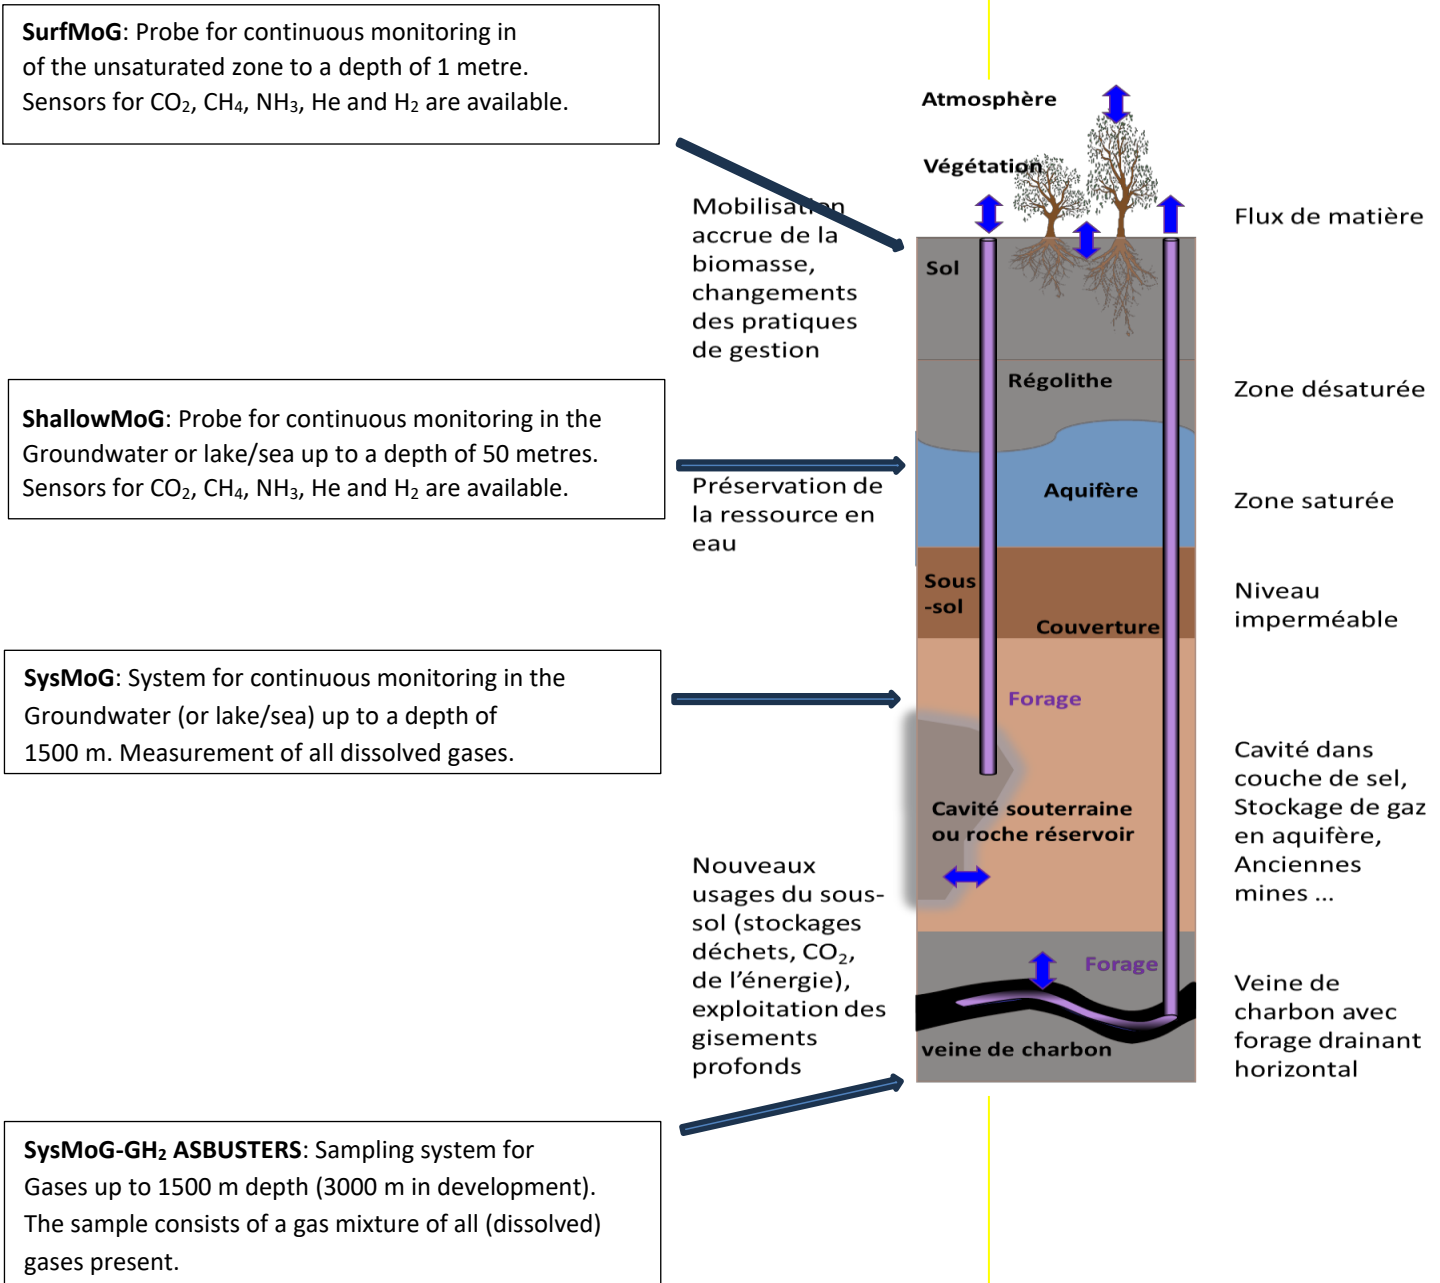 SurfMoG: Probe for continuous monitoring in
of the unsaturated zone to a depth of 1 metre.
Sensors for CO₂, CH₄, NH₃, He and H₂ are available.
ShallowMoG: Probe for continuous monitoring in the
Groundwater or lake/sea up to a depth of 50 metres.
Sensors for CO₂, CH₄, NH₃, He and H₂ are available.
SysMoG: System for continuous monitoring in the
Groundwater (or lake/sea) up to a depth of
1500 m. Measurement of all dissolved gases.
SysMoG-GH₂ ASBUSTERS: Sampling system for
Gases up to 1500 m depth (3000 m in development).
The sample consists of a gas mixture of all (dissolved)
gases present.
Mobilisation
accrue de la
biomasse,
changements
des pratiques
de gestion
Préservation de
la ressource en
eau
Nouveaux
usages du sous-
sol (stockages
déchets, CO₂,
de l'énergie),
exploitation des
gisements
profonds
Atmosphère
Végétation
Sol
Régolithe
Aquifère
Sous
-sol
Couverture
Forage
Cavité souterraine
ou roche réservoir
Forage
veine de charbon
Flux de matière
Zone désaturée
Zone saturée
Niveau
imperméable
Cavité dans
couche de sel,
Stockage de gaz
en aquifère,
Anciennes
mines ...
Veine de
charbon avec
forage drainant
horizontal